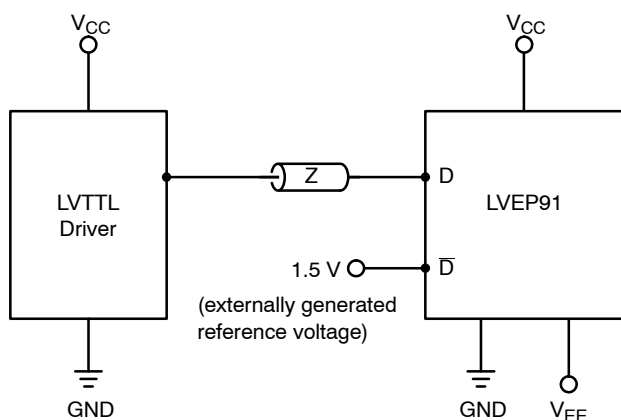 VCC
VCC
LVTTL
Driver
Z
D
LVEP91
1.5 V
D̅
(externally generated
reference voltage)
GND
GND
VEE